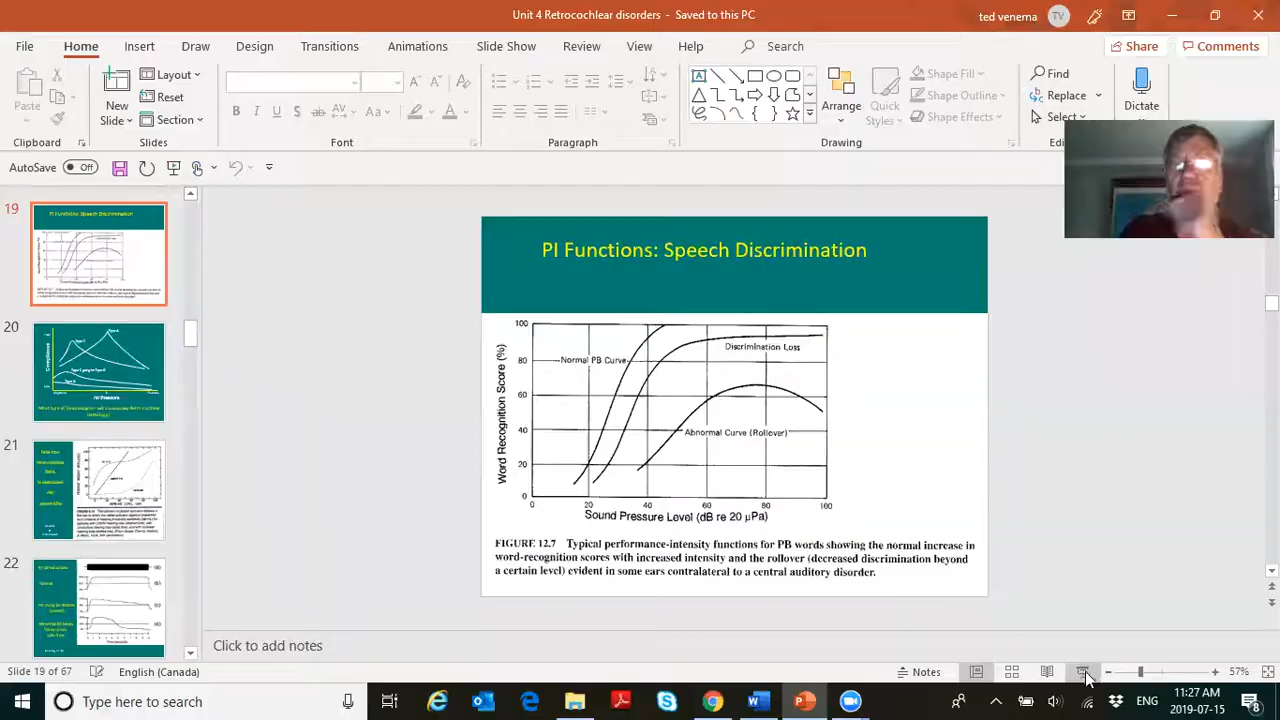 Unit 4 Retrocochlear disorders - Saved to this PC
ted venema
TV
File Home Insert Draw Design Transitions Animations Slide Show Review View Help Search
Share Comments
Paste
New Slide
Layout
Reset
Section
Arrange
Quick Styles
Shape Fill
Shape Outline
Shape Effects
Find
Replace
Select
Dictate
Clipboard
Slides
Font
Paragraph
Drawing
AutoSave Off
19
PI Functions: Speech Discrimination
20
21
22
PI Functions: Speech Discrimination
Word Recognition Score (%)
100
80
60
40
20
0
Normal PB Curve
Discrimination Loss
Abnormal Curve (Rollover)
0 20 40 60 80 100
Sound Pressure Level (dB re 20 µPa)
FIGURE 12.7 Typical performance-intensity functions for PB words showing the normal increase in
word-recognition scores with increased intensity and the rollover (decreased discrimination beyond
a certain level) evident in some ears contralateral to a central auditory disorder.
Click to add notes
Slide 19 of 67
English (Canada)
Notes
57%
Type here to search
ENG
11:27 AM
2019-07-15
8